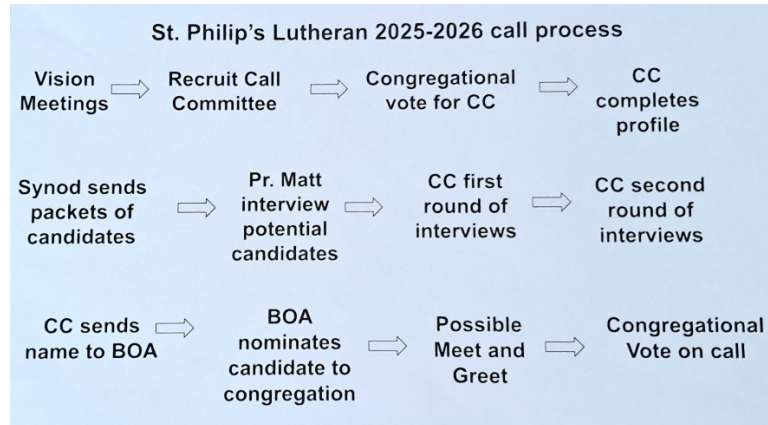 St. Philip's Lutheran 2025-2026 call process
Vision
Meetings
Recruit Call
Committee
Congregational
vote for CC
CC
completes
profile
Synod sends
packets of
candidates
Pr. Matt
interview
potential
candidates
CC first
round of
interviews
CC second
round of
interviews
CC sends
name to BOA
BOA
nominates
candidate to
congregation
Possible
Meet and
Greet
Congregational
Vote on call